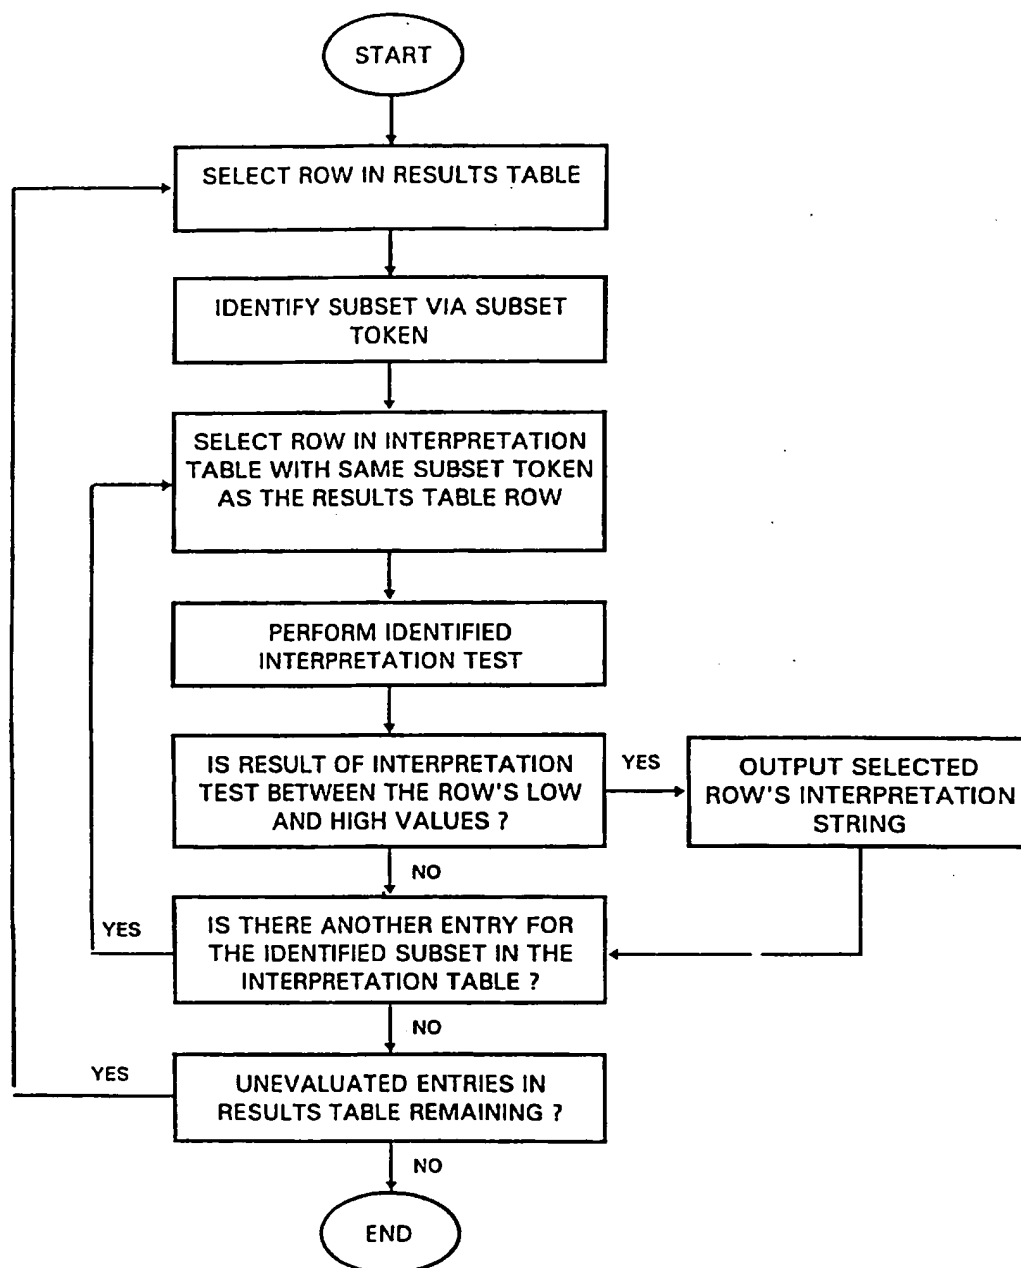 START
SELECT ROW IN RESULTS TABLE
IDENTIFY SUBSET VIA SUBSET
TOKEN
SELECT ROW IN INTERPRETATION
TABLE WITH SAME SUBSET TOKEN
AS THE RESULTS TABLE ROW
PERFORM IDENTIFIED
INTERPRETATION TEST
IS RESULT OF INTERPRETATION
TEST BETWEEN THE ROW'S LOW
AND HIGH VALUES ?
YES
OUTPUT SELECTED
ROW'S INTERPRETATION
STRING
NO
YES
IS THERE ANOTHER ENTRY FOR
THE IDENTIFIED SUBSET IN THE
INTERPRETATION TABLE ?
NO
YES
UNEVALUATED ENTRIES IN
RESULTS TABLE REMAINING ?
NO
END